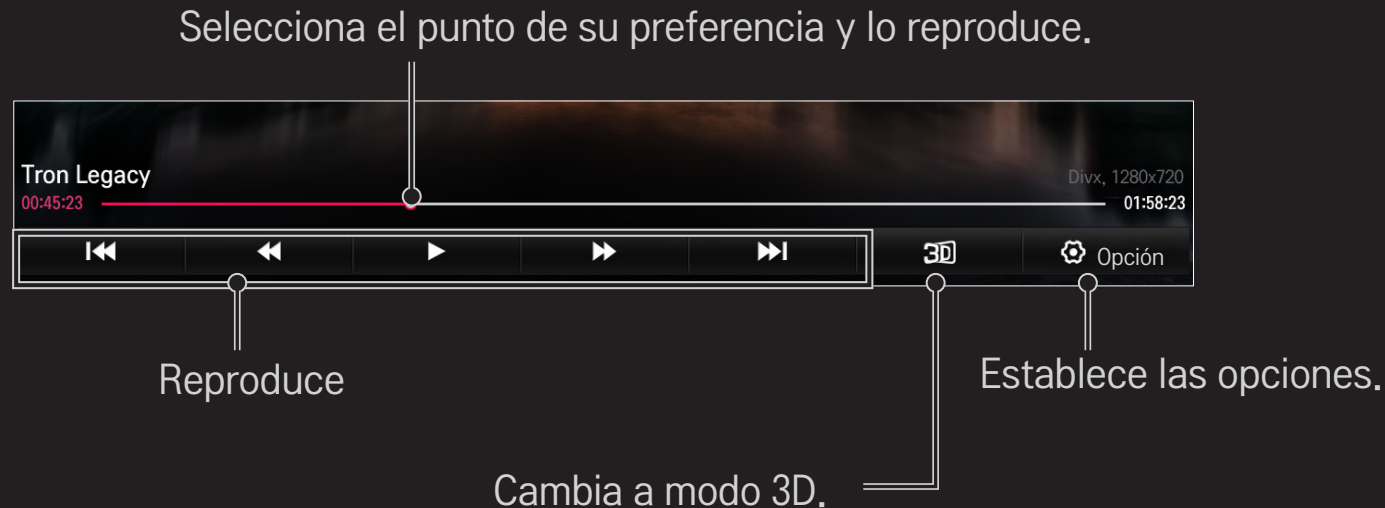 Selecciona el punto de su preferencia y lo reproduce.
Tron Legacy
Divx, 1280x720
00:45:23
01:58:23
3D
Opción
Reproduce
Establece las opciones.
Cambia a modo 3D.